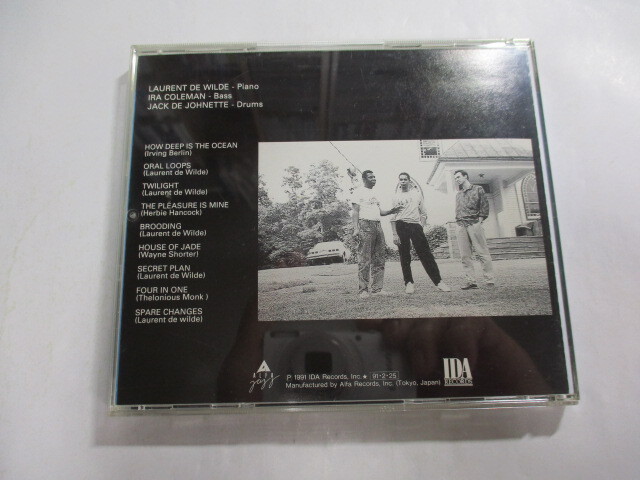 LAURENT DE WILDE - Piano
IRA COLEMAN - Bass
JACK DE JOHNETTE - Drums
HOW DEEP IS THE OCEAN
(Irving Berlin)
ORAL LOOPS
(Laurent de Wilde)
TWILIGHT
(Laurent de Wilde)
THE PLEASURE IS MINE
(Herbie Hancock)
BROODING
(Laurent de Wilde)
HOUSE OF JADE
(Wayne Shorter)
SECRET PLAN
(Laurent de Wilde)
FOUR IN ONE
(Thelonious Monk )
SPARE CHANGES
(Laurent de wilde)
jazz
P 1991 IDA Records, Inc. ★ 91-2-25
Manufactured by Alfa Records, Inc. (Tokyo, Japan)
IDA
RECORDS